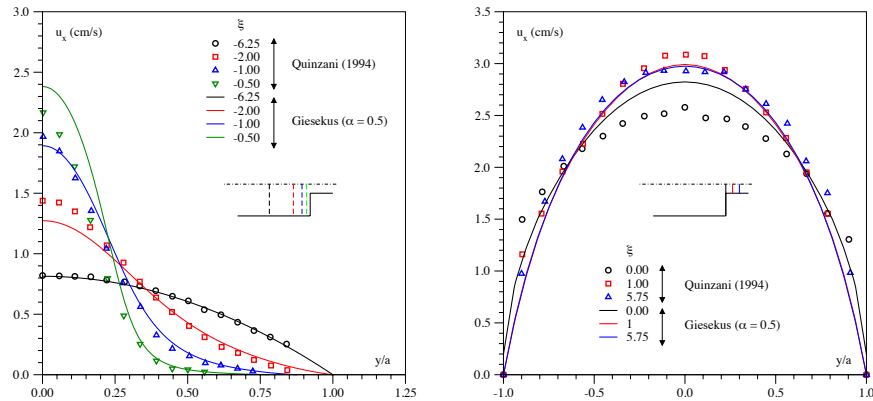 u_x (cm/s)
ξ
-6.25
-2.00
-1.00
-0.50
Quinzani (1994)
-6.25
-2.00
-1.00
-0.50
Giesekus (α = 0.5)
3.0
2.5
2.0
1.5
1.0
0.5
0.0
0.00 0.25 0.50 0.75 1.00 1.25
y/a
u_x (cm/s)
3.5
3.0
2.5
2.0
1.5
1.0
0.5
0.0
ξ
0.00
1.00
5.75
Quinzani (1994)
0.00
1
5.75
Giesekus (α = 0.5)
y/a
-1.0 -0.5 0.0 0.5 1.0